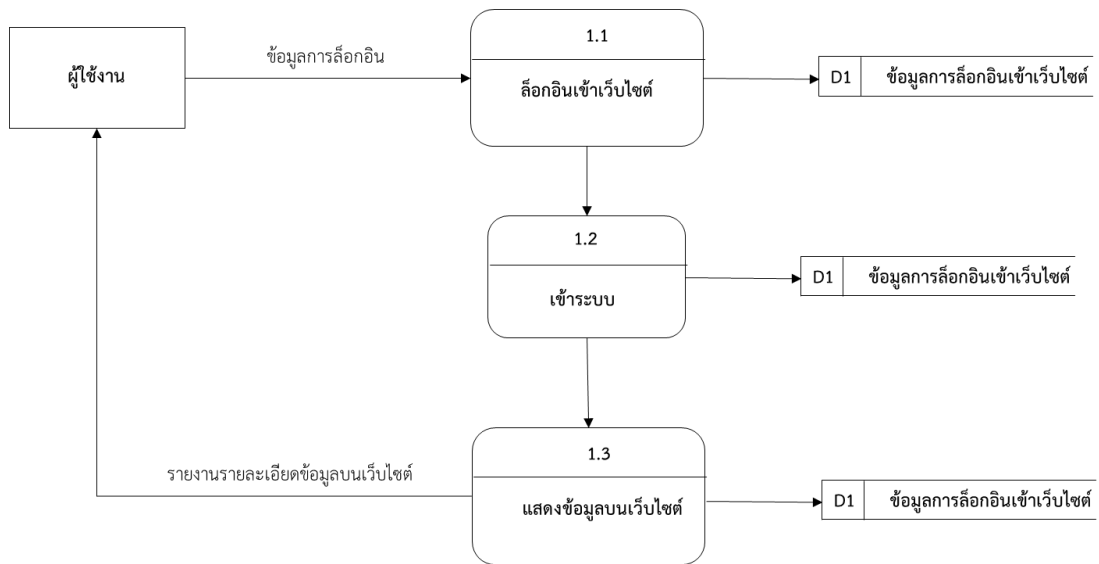 1.1
ผู้ใช้งาน
ข้อมูลการล็อกอิน
ล็อกอินเข้าเว็บไซต์
D1 ข้อมูลการล็อกอินเข้าเว็บไซต์
1.2
เข้าระบบ
D1 ข้อมูลการล็อกอินเข้าเว็บไซต์
1.3
รายงานรายละเอียดข้อมูลบนเว็บไซต์
แสดงข้อมูลบนเว็บไซต์
D1 ข้อมูลการล็อกอินเข้าเว็บไซต์